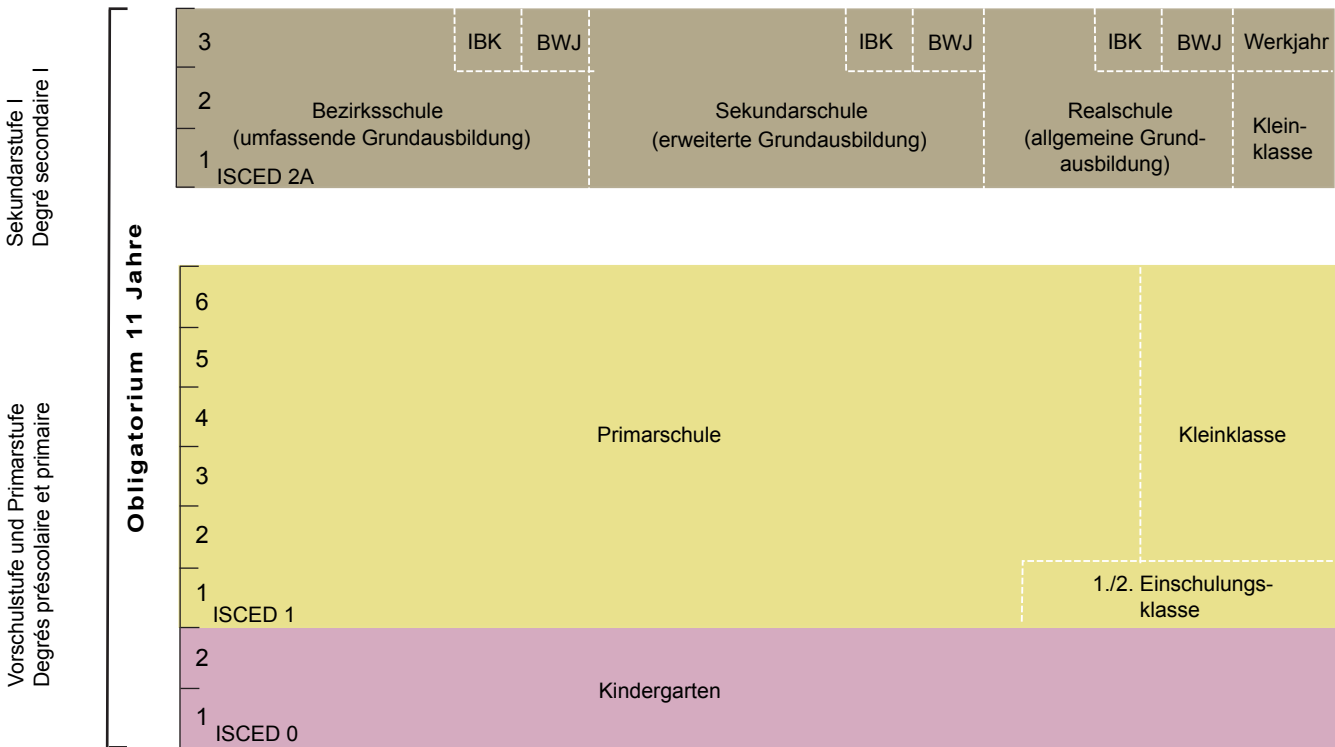 Sekundarstufe I
Degré secondaire I
Vorschulstufe und Primarstufe
Degrés préscolaire et primaire
Obligatorium 11 Jahre
3
IBK
BWJ
IBK
BWJ
IBK
BWJ
Werkjahr
2
Bezirksschule
(umfassende Grundausbildung)
Sekundarschule
(erweiterte Grundausbildung)
Realschule
(allgemeine Grund-
ausbildung)
Klein-
klasse
1
ISCED 2A
6
5
4
Primarschule
Kleinklasse
3
2
1
1./2. Einschulungs-
klasse
ISCED 1
2
Kindergarten
1
ISCED 0